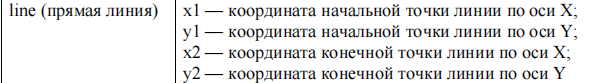 line (прямая линия)
x1 — координата начальной точки линии по оси X;
y1 — координата начальной точки линии по оси Y;
x2 — координата конечной точки линии по оси X;
y2 — координата конечной точки линии по оси Y